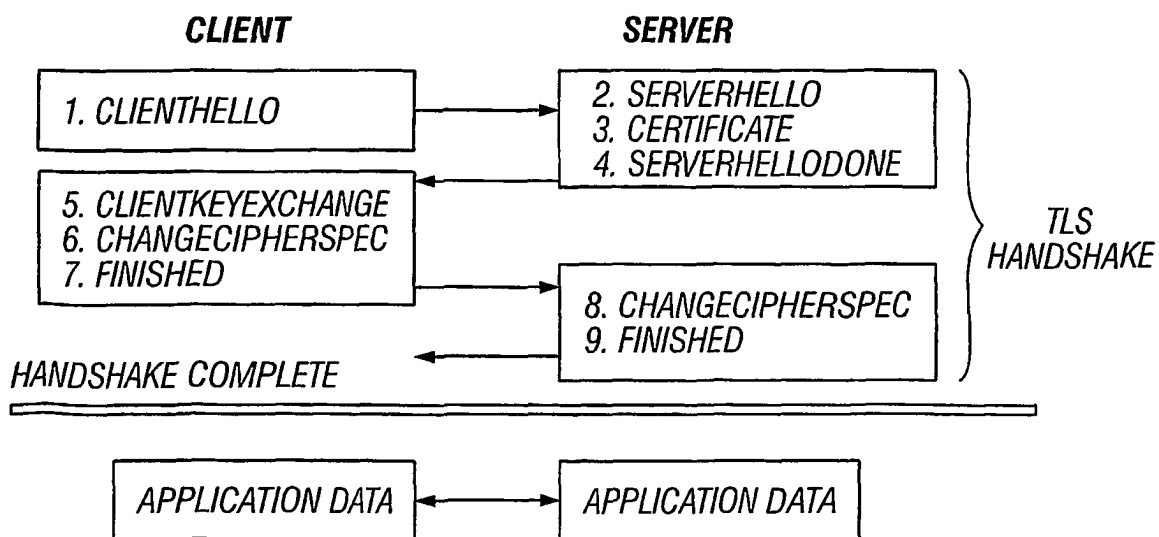 CLIENT
SERVER
1. CLIENTHELLO
2. SERVERHELLO
3. CERTIFICATE
4. SERVERHELLODONE
5. CLIENTKEYEXCHANGE
6. CHANGECIPHERSPEC
7. FINISHED
TLS
HANDSHAKE
8. CHANGECIPHERSPEC
9. FINISHED
HANDSHAKE COMPLETE
APPLICATION DATA
APPLICATION DATA